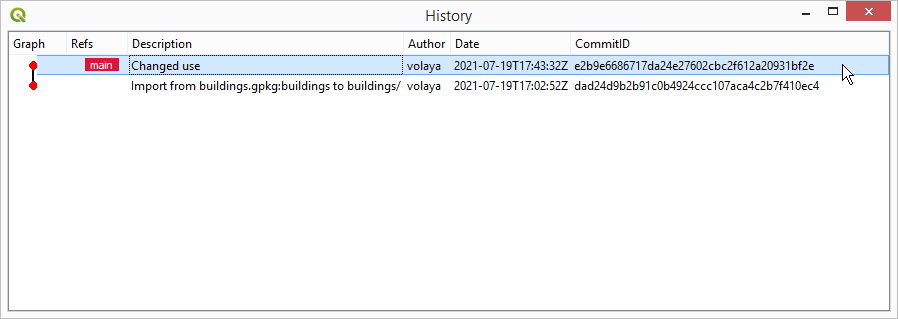 History
Graph Refs Description Author Date CommitID
main Changed use volaya 2021-07-19T17:43:32Z e2b9e6686717da24e27602cbc2f612a20931bf2e
Import from buildings.gpkg:buildings to buildings/ volaya 2021-07-19T17:02:52Z dad24d9b2b91c0b4924ccc107aca4c2b7f410ec4